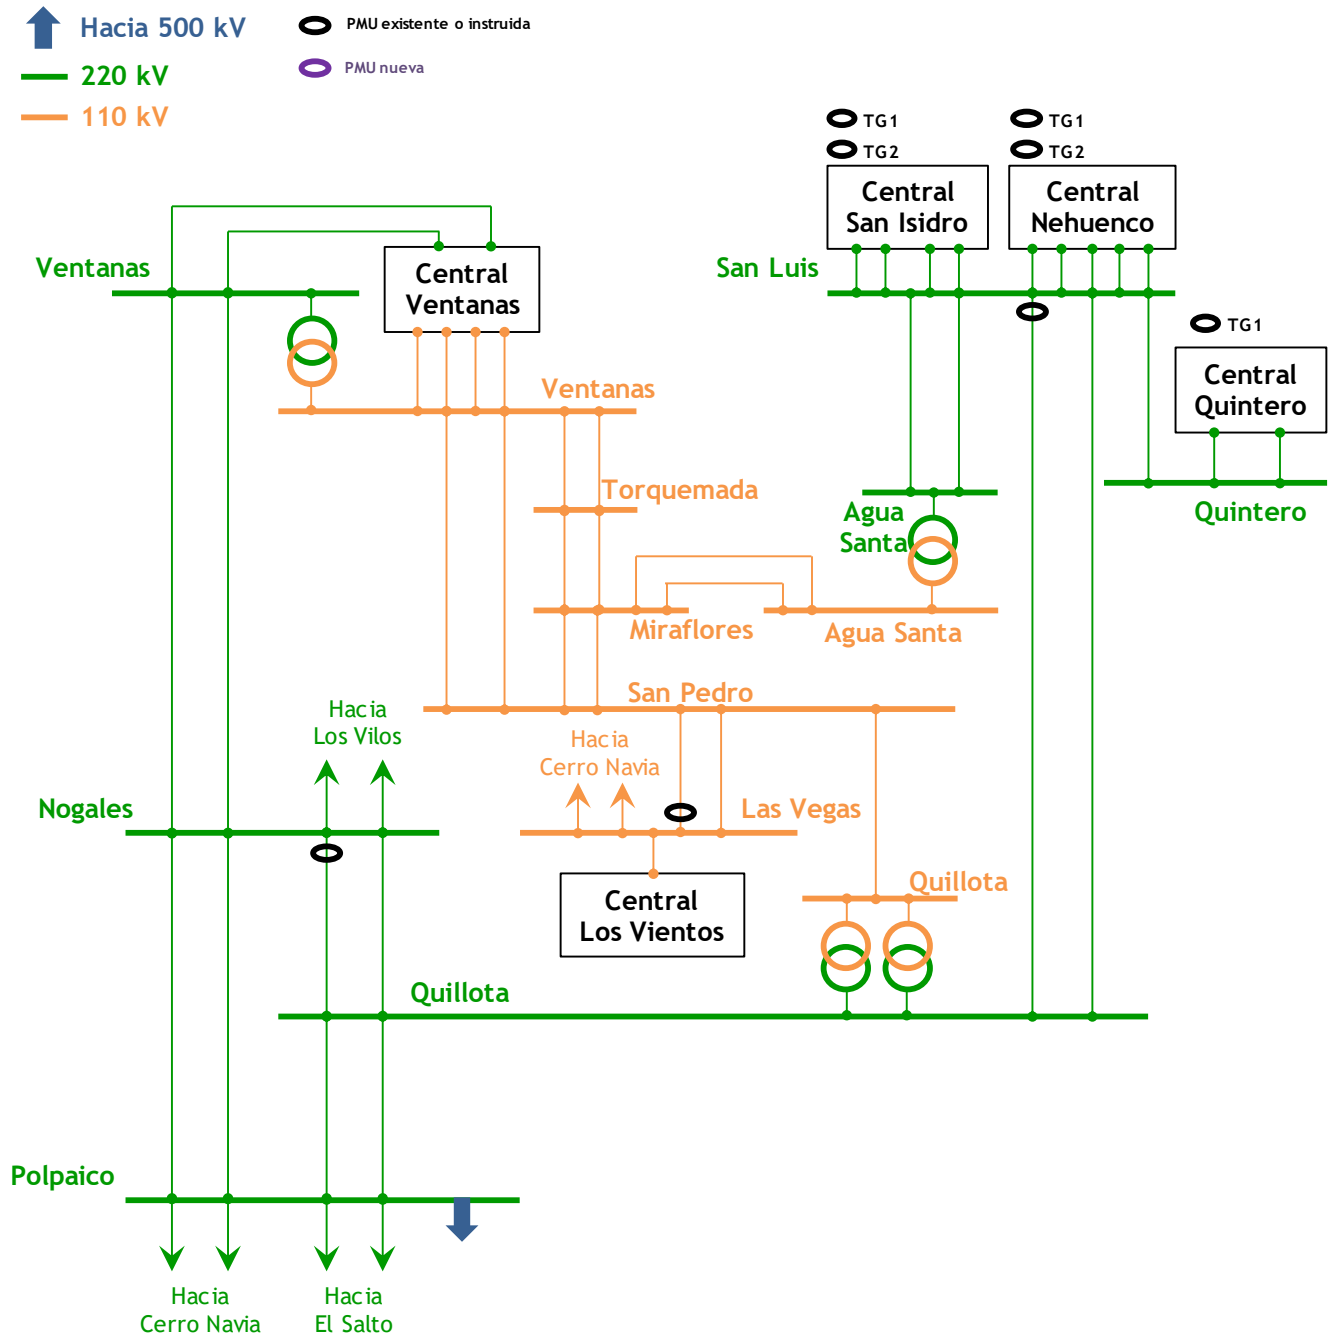 Hacia 500 kV
PMU existente o instruida
220 kV
PMU nueva
110 kV
TG1
TG2
TG1
TG2
Central
San Isidro
Central
Nehuenco
Ventanas
Central
Ventanas
San Luis
TG1
Central
Quintero
Ventanas
Torquemada
Agua
Santa
Quintero
Miraflores
Agua Santa
San Pedro
Hacia
Los Vilos
Hacia
Cerro Navia
Nogales
Las Vegas
Central
Los Vientos
Quillota
Quillota
Polpaico
Hacia
Cerro Navia
Hacia
El Salto